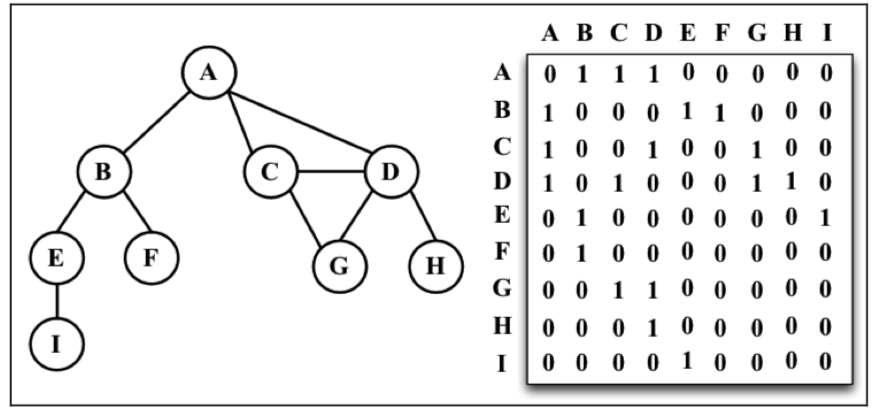 A
B
C
D
E
F
G
H
I
A B C D E F G H I
A 0 1 1 1 0 0 0 0 0
B 1 0 0 0 1 1 0 0 0
C 1 0 0 1 0 0 1 0 0
D 1 0 1 0 0 0 1 1 0
E 0 1 0 0 0 0 0 0 1
F 0 1 0 0 0 0 0 0 0
G 0 0 1 1 0 0 0 0 0
H 0 0 0 1 0 0 0 0 0
I 0 0 0 0 1 0 0 0 0